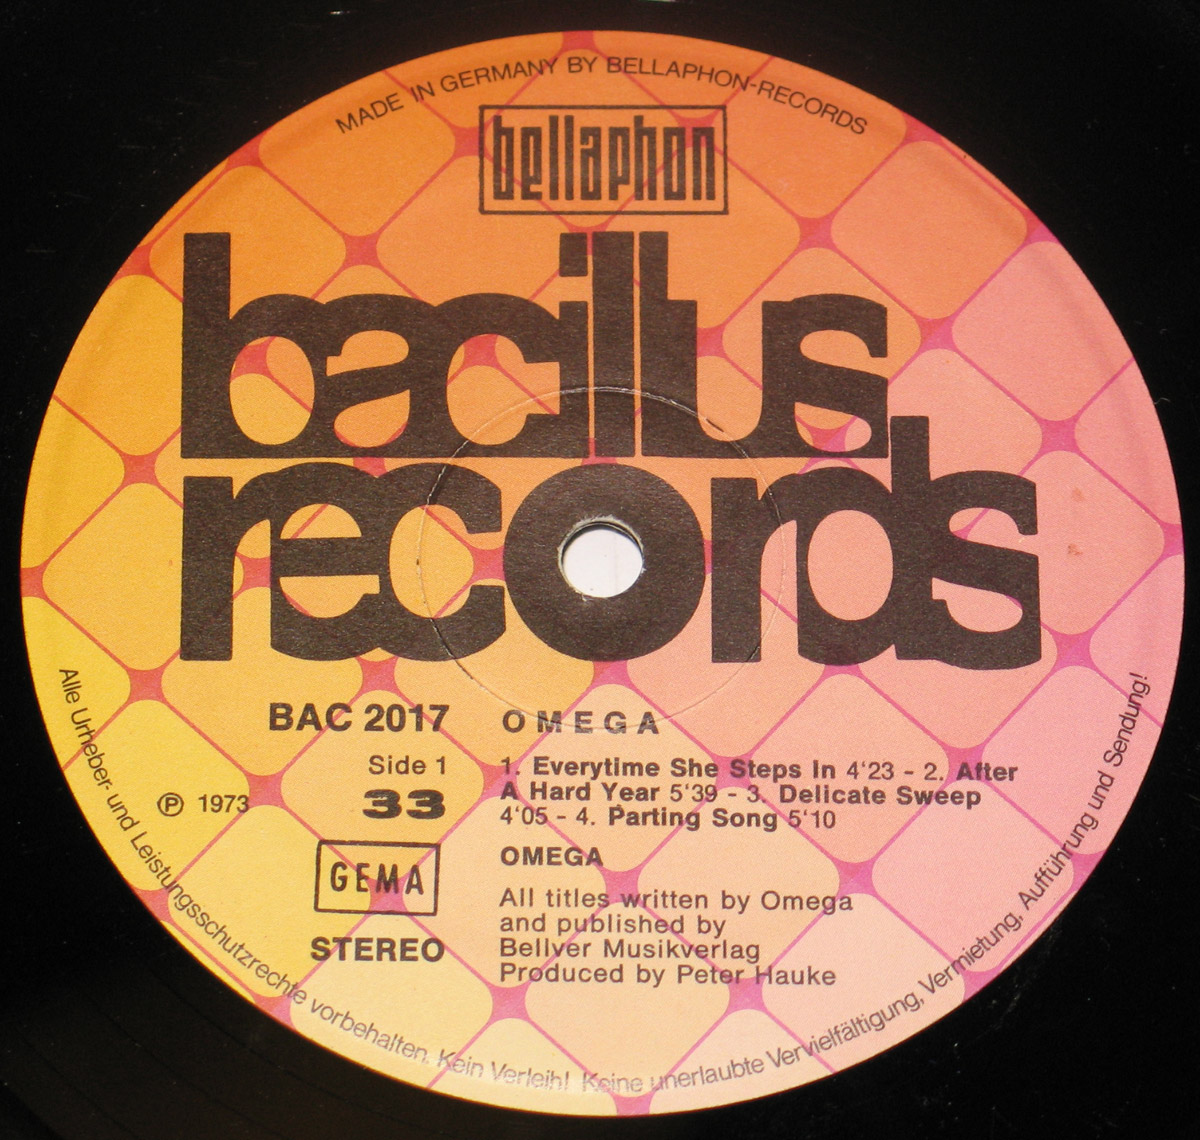 MADE IN GERMANY BY BELLAPHON-RECORDS
bellaphon
bacillus
records
BAC 2017
Side 1
33
℗ 1973
GEMA
STEREO
OMEGA
1. Everytime She Steps In 4'23 - 2. After
A Hard Year 5'39 - 3. Delicate Sweep
4'05 - 4. Parting Song 5'10
OMEGA
All titles written by Omega
and published by
Bellver Musikverlag
Produced by Peter Hauke
Alle Urheber- und Leistungsschutzrechte vorbehalten. Kein Verleih! Keine unerlaubte Vervielfältigung, Vermietung, Aufführung und Sendung!